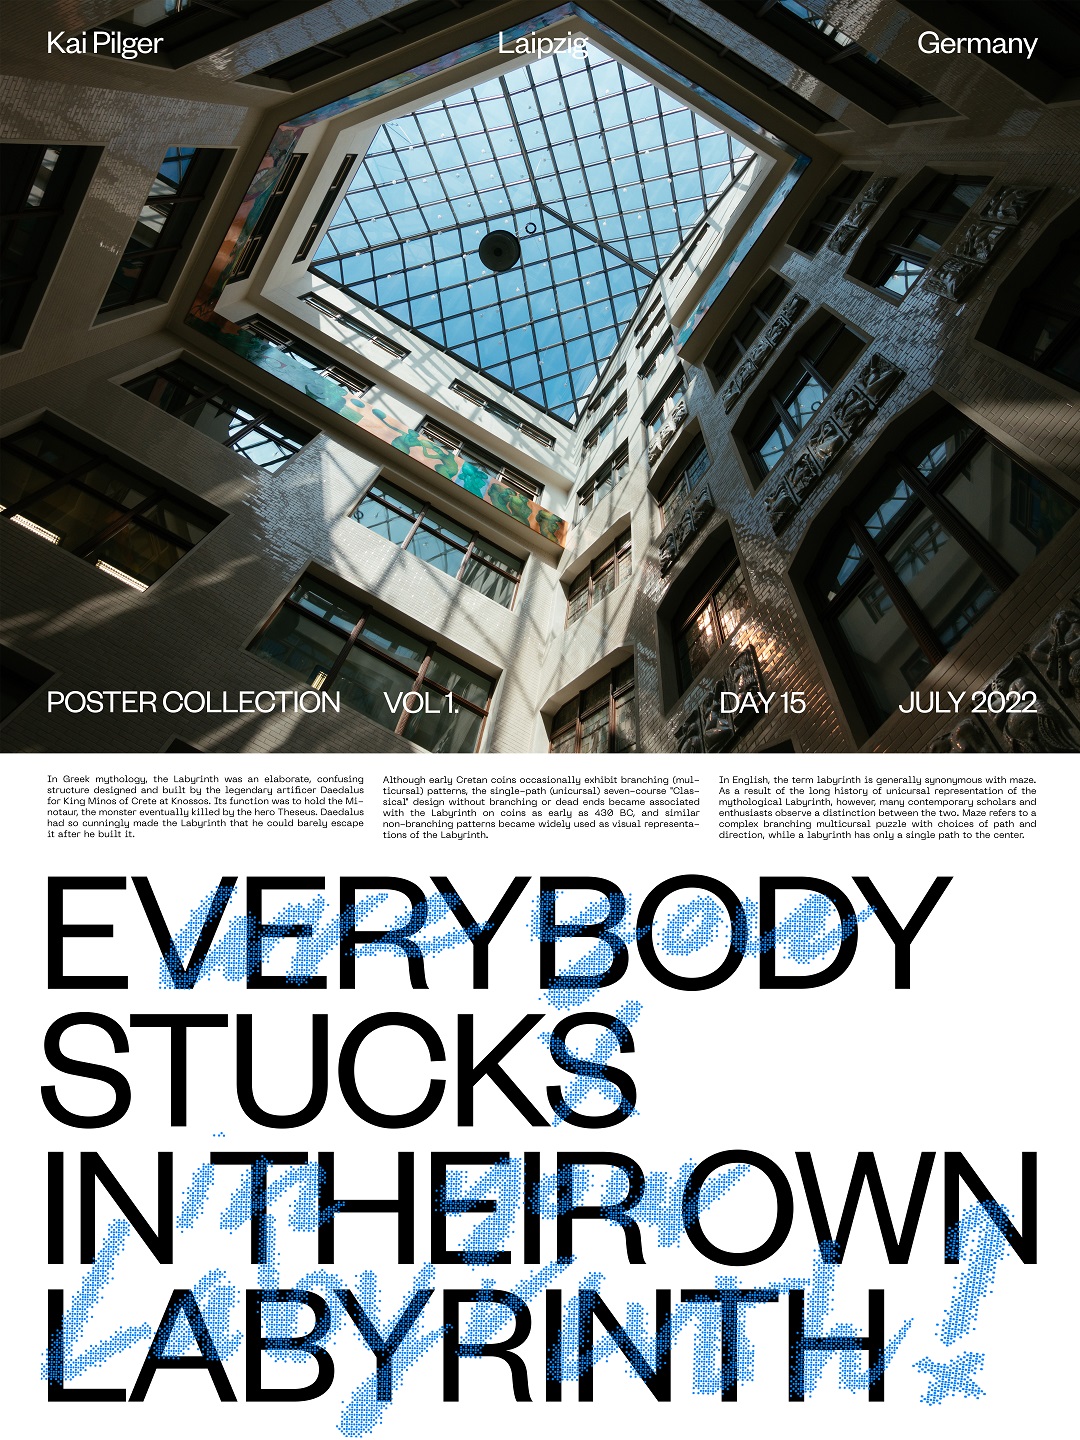 Kai Pilger
Laipzig
Germany
POSTER COLLECTION
VOL 1.
DAY 15
JULY 2022
In Greek mythology, the Labyrinth was an elaborate, confusing
structure designed and built by the legendary artificer Daedalus
for King Minos of Crete at Knossos. Its function was to hold the Mi-
notaur, the monster eventually killed by the hero Theseus. Daedalus
had so cunningly made the Labyrinth that he could barely escape
it after he built it.
Although early Cretan coins occasionally exhibit branching (mul-
ticursal) patterns, the single-path (unicursal) seven-course "Clas-
sical" design without branching or dead ends became associated
with the Labyrinth on coins as early as 430 BC, and similar
non-branching patterns became widely used as visual representa-
tions of the Labyrinth.
In English, the term labyrinth is generally synonymous with maze.
As a result of the long history of unicursal representation of the
mythological Labyrinth, however, many contemporary scholars and
enthusiasts observe a distinction between the two. Maze refers to a
complex branching multicursal puzzle with choices of path and
direction, while a labyrinth has only a single path to the center.
EVERYBODY
STUCKS
IN THEIR OWN
LABYRINTH
Labyrinth!